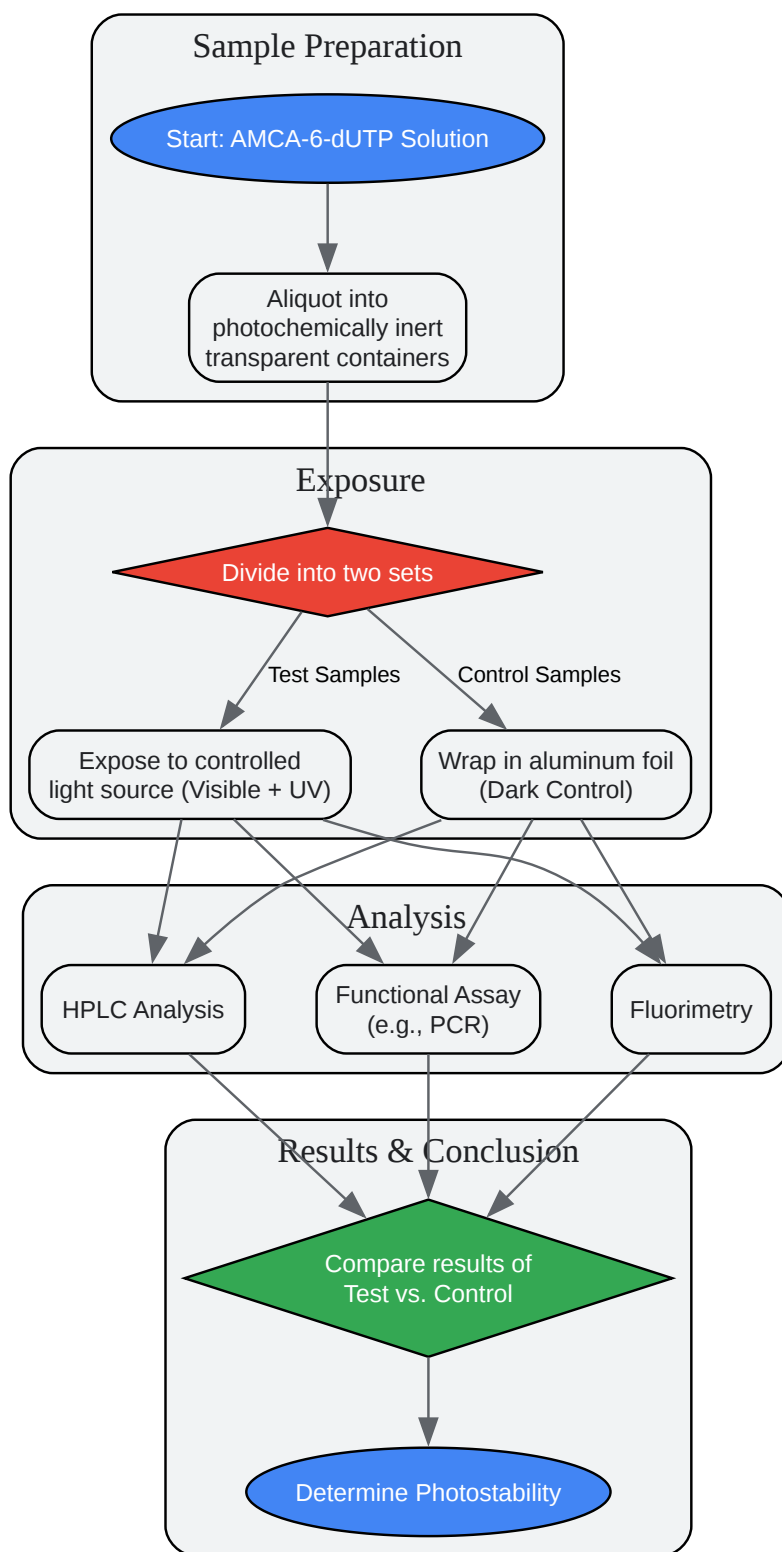 Sample Preparation
Start: AMCA-6-dUTP Solution
Aliquot into
photochemically inert
transparent containers
Exposure
Divide into two sets
Test Samples
Control Samples
Expose to controlled
light source (Visible + UV)
Wrap in aluminum foil
(Dark Control)
Analysis
HPLC Analysis
Functional Assay
(e.g., PCR)
Fluorimetry
Results & Conclusion
Compare results of
Test vs. Control
Determine Photostability